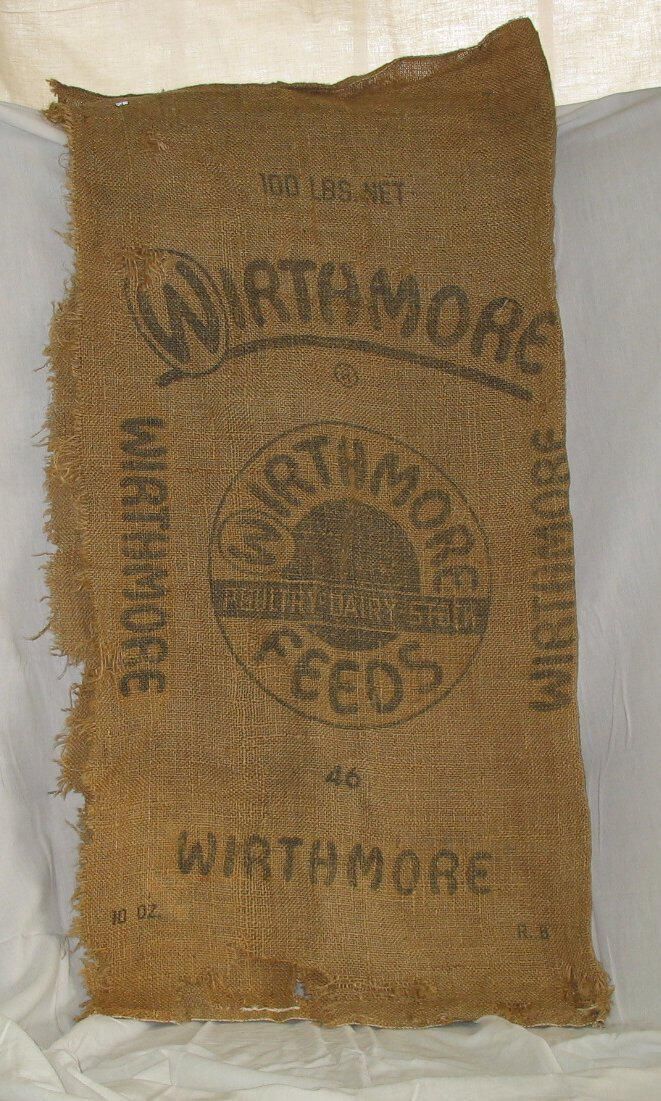 100 LBS. NET
WIRTHMORE
®
WIRTHMORE
WIRTHMORE
WIRTHMORE
POULTRY-DAIRY-STOCK
FEEDS
46
WIRTHMORE
10 OZ.
R. B